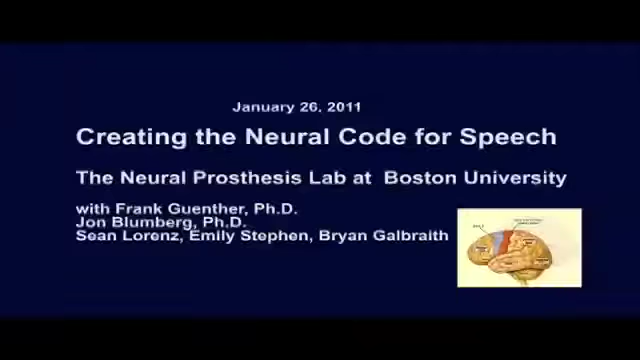 January 26, 2011
Creating the Neural Code for Speech
The Neural Prosthesis Lab at Boston University
with Frank Guenther, Ph.D.
Jon Blumberg, Ph.D.
Sean Lorenz, Emily Stephen, Bryan Galbraith